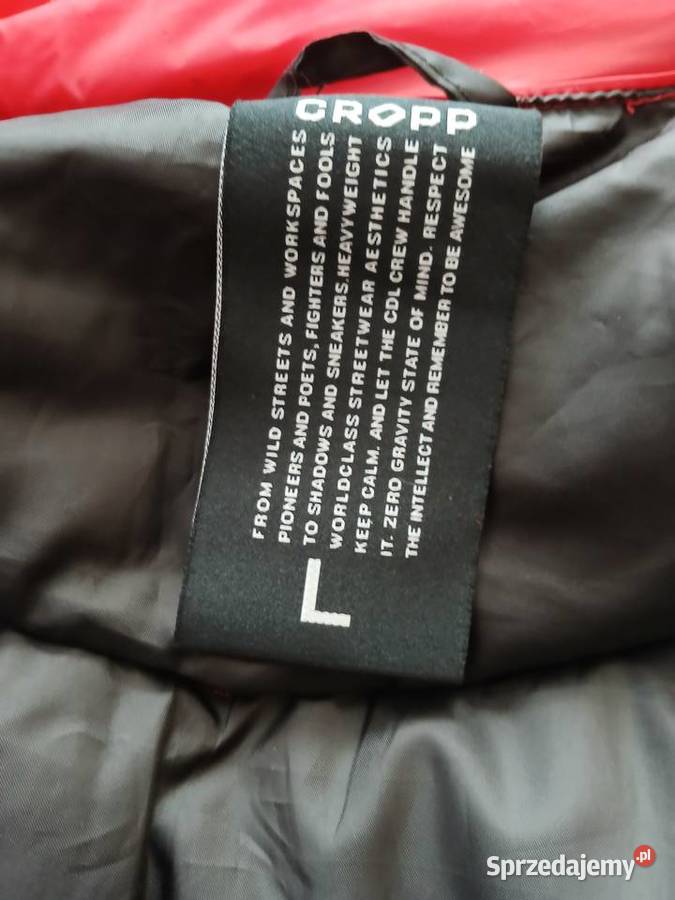 CROPP
FROM WILD STREETS AND WORKSPACES
PIONEERS AND POETS, FIGHTERS AND FOOLS
TO SHADOWS AND SNEAKERS. HEAVYWEIGHT
WORLDCLASS STREETWEAR AESTHETICS
KEEP CALM. AND LET THE CDL CREW HANDLE
IT. ZERO GRAVITY STATE OF MIND. RESPECT
THE INTELLECT AND REMEMBER TO BE AWESOME
L
Sprzedajemy.pl